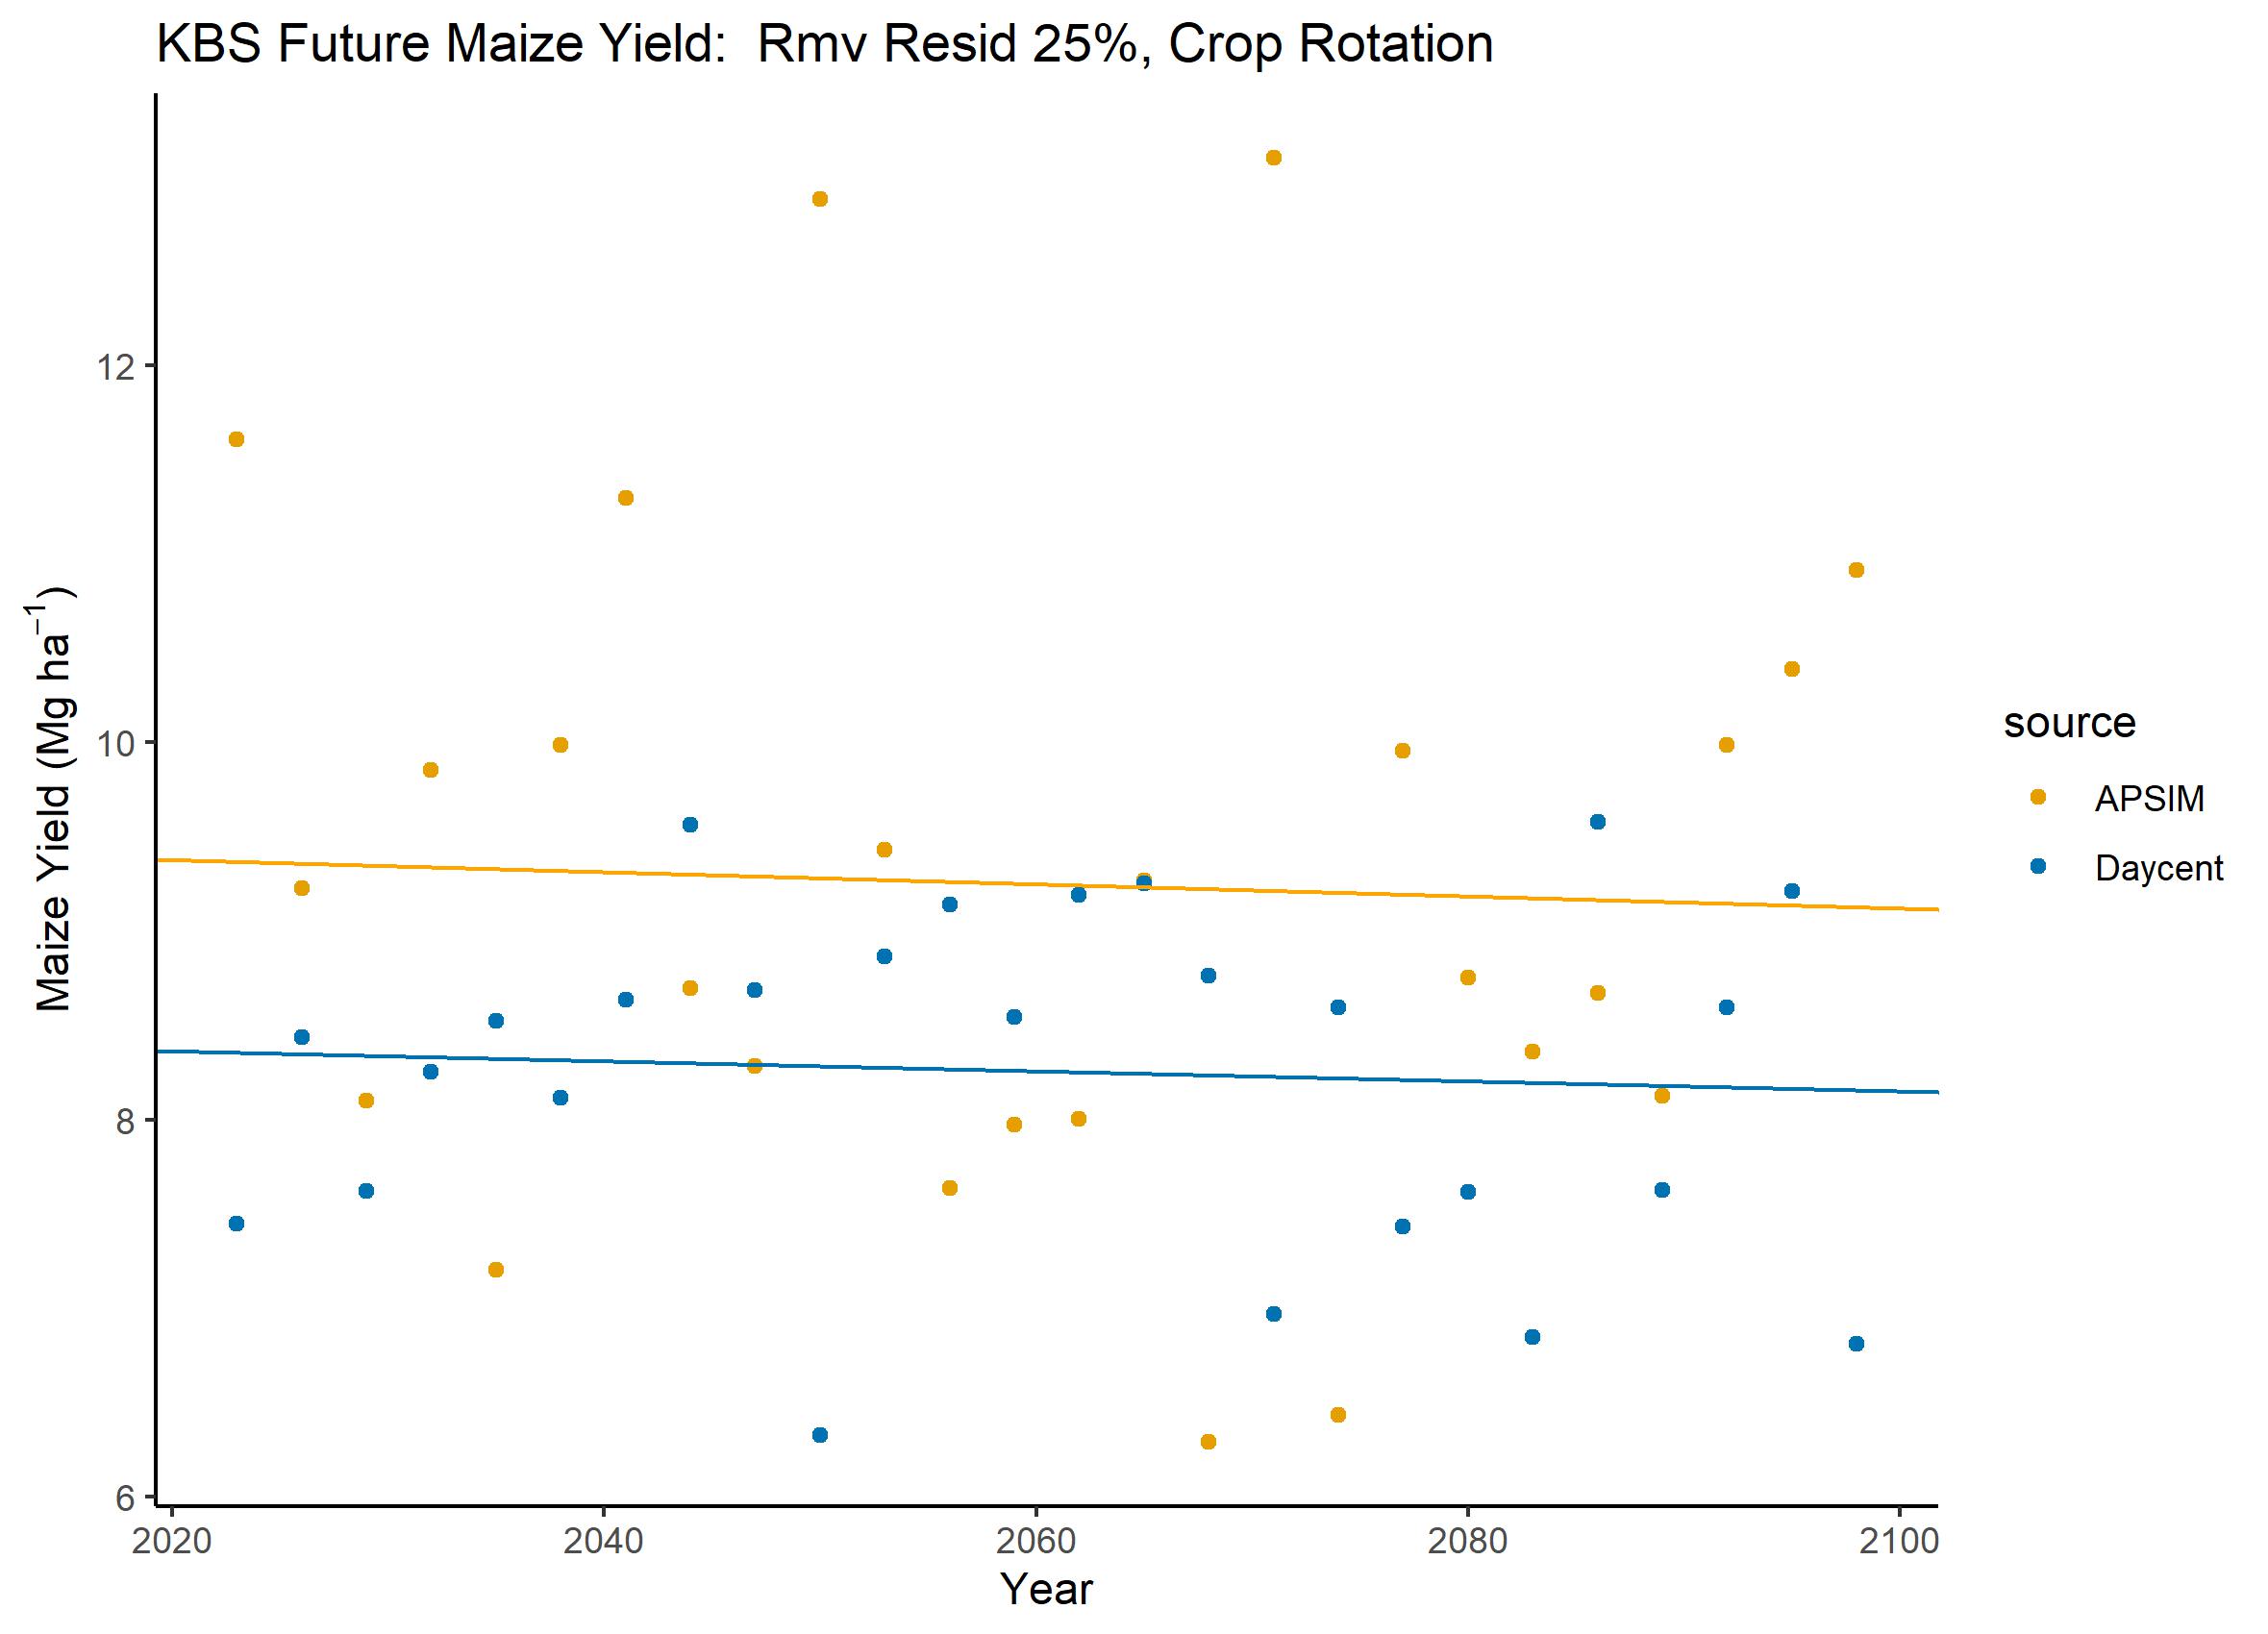 KBS Future Maize Yield:  Rmv Resid 25%, Crop Rotation
Maize Yield (Mg ha⁻¹)
12
10
8
6
2020 2040 2060 2080 2100
Year
source
APSIM
Daycent